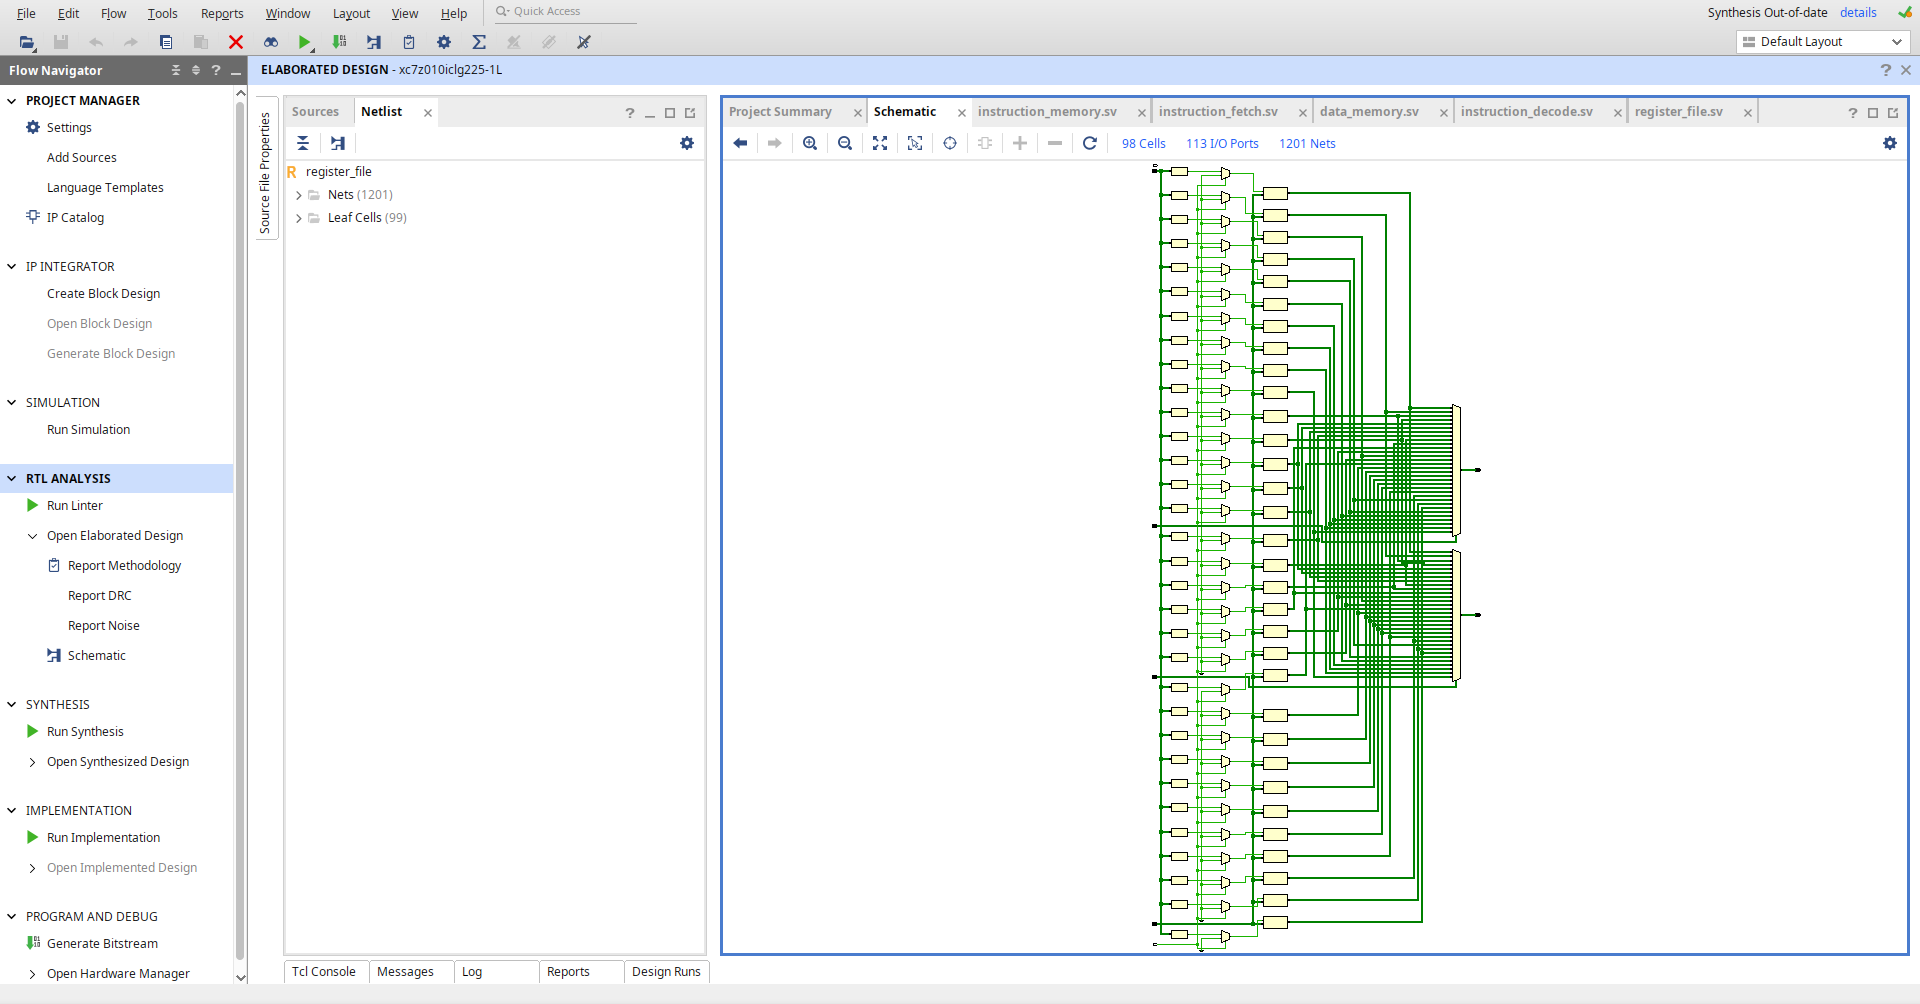 File Edit Flow Tools Reports Window Layout View Help Quick Access
Synthesis Out-of-date details
Default Layout
Flow Navigator
ELABORATED DESIGN - xc7z010iclg225-1L
PROJECT MANAGER
Settings
Add Sources
Language Templates
IP Catalog
IP INTEGRATOR
Create Block Design
Open Block Design
Generate Block Design
SIMULATION
Run Simulation
RTL ANALYSIS
Run Linter
Open Elaborated Design
Report Methodology
Report DRC
Report Noise
Schematic
SYNTHESIS
Run Synthesis
Open Synthesized Design
IMPLEMENTATION
Run Implementation
Open Implemented Design
PROGRAM AND DEBUG
Generate Bitstream
Open Hardware Manager
Source File Properties
Sources Netlist
R register_file
Nets (1201)
Leaf Cells (99)
Project Summary Schematic instruction_memory.sv instruction_fetch.sv data_memory.sv instruction_decode.sv register_file.sv
98 Cells 113 I/O Ports 1201 Nets
Tcl Console Messages Log Reports Design Runs